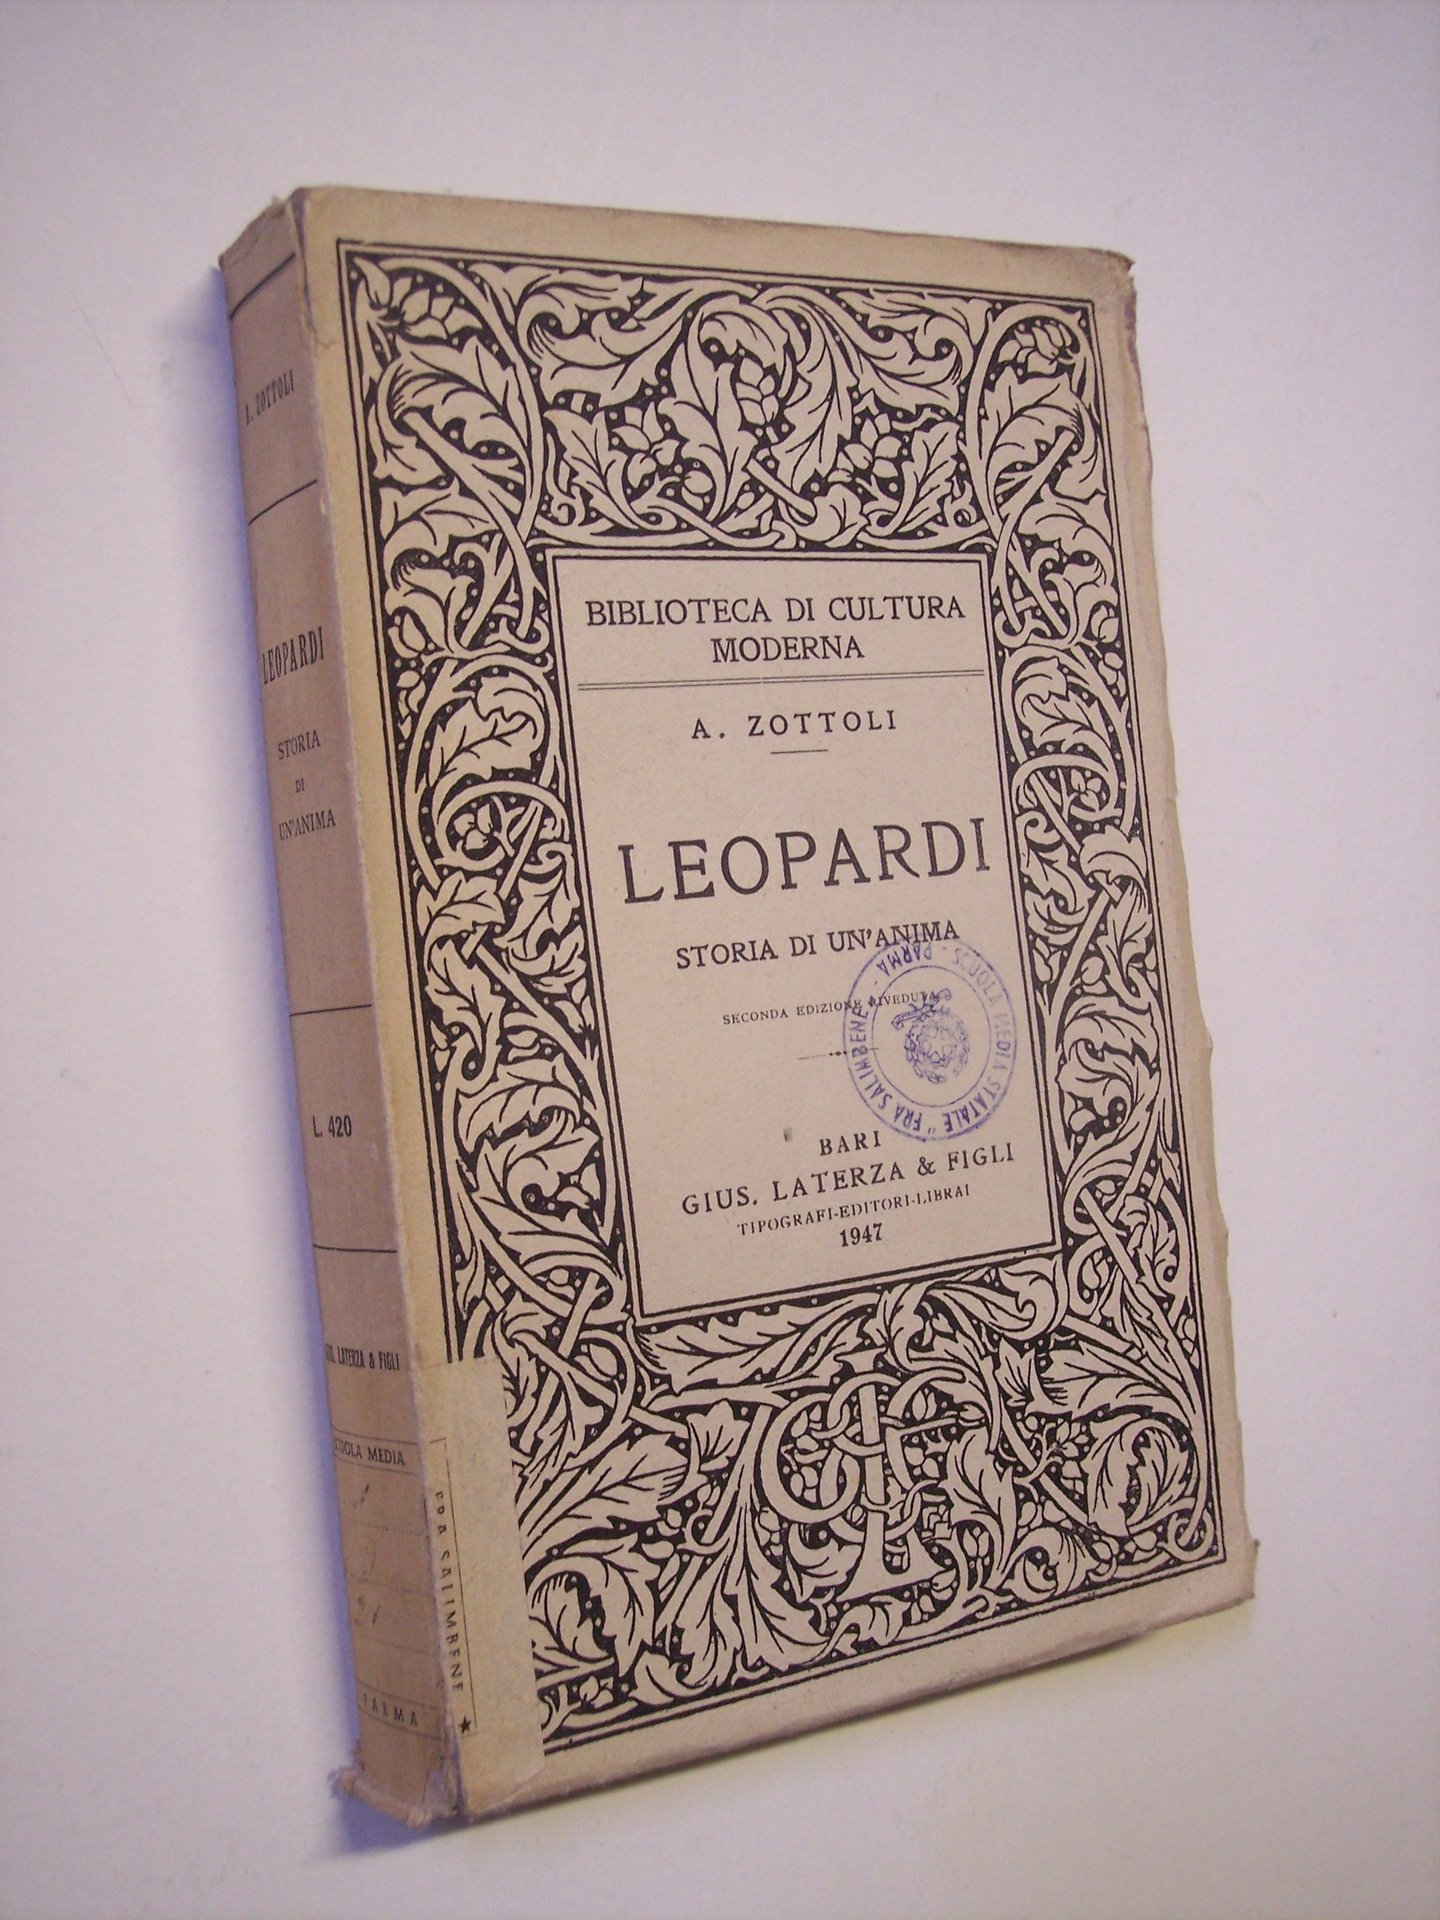 A. ZOTTOLI
LEOPARDI
STORIA
DI
UN'ANIMA
L. 420
GIUS. LATERZA & FIGLI
SCUOLA MEDIA
FRA SALIMBENE
PARMA
BIBLIOTECA DI CULTURA
MODERNA
A. ZOTTOLI
LEOPARDI
STORIA DI UN'ANIMA
SECONDA EDIZIONE RIVEDUTA
SCUOLA MEDIA STATALE "FRA SALIMBENE" - PARMA -
BARI
GIUS. LATERZA & FIGLI
TIPOGRAFI-EDITORI-LIBRAI
1947